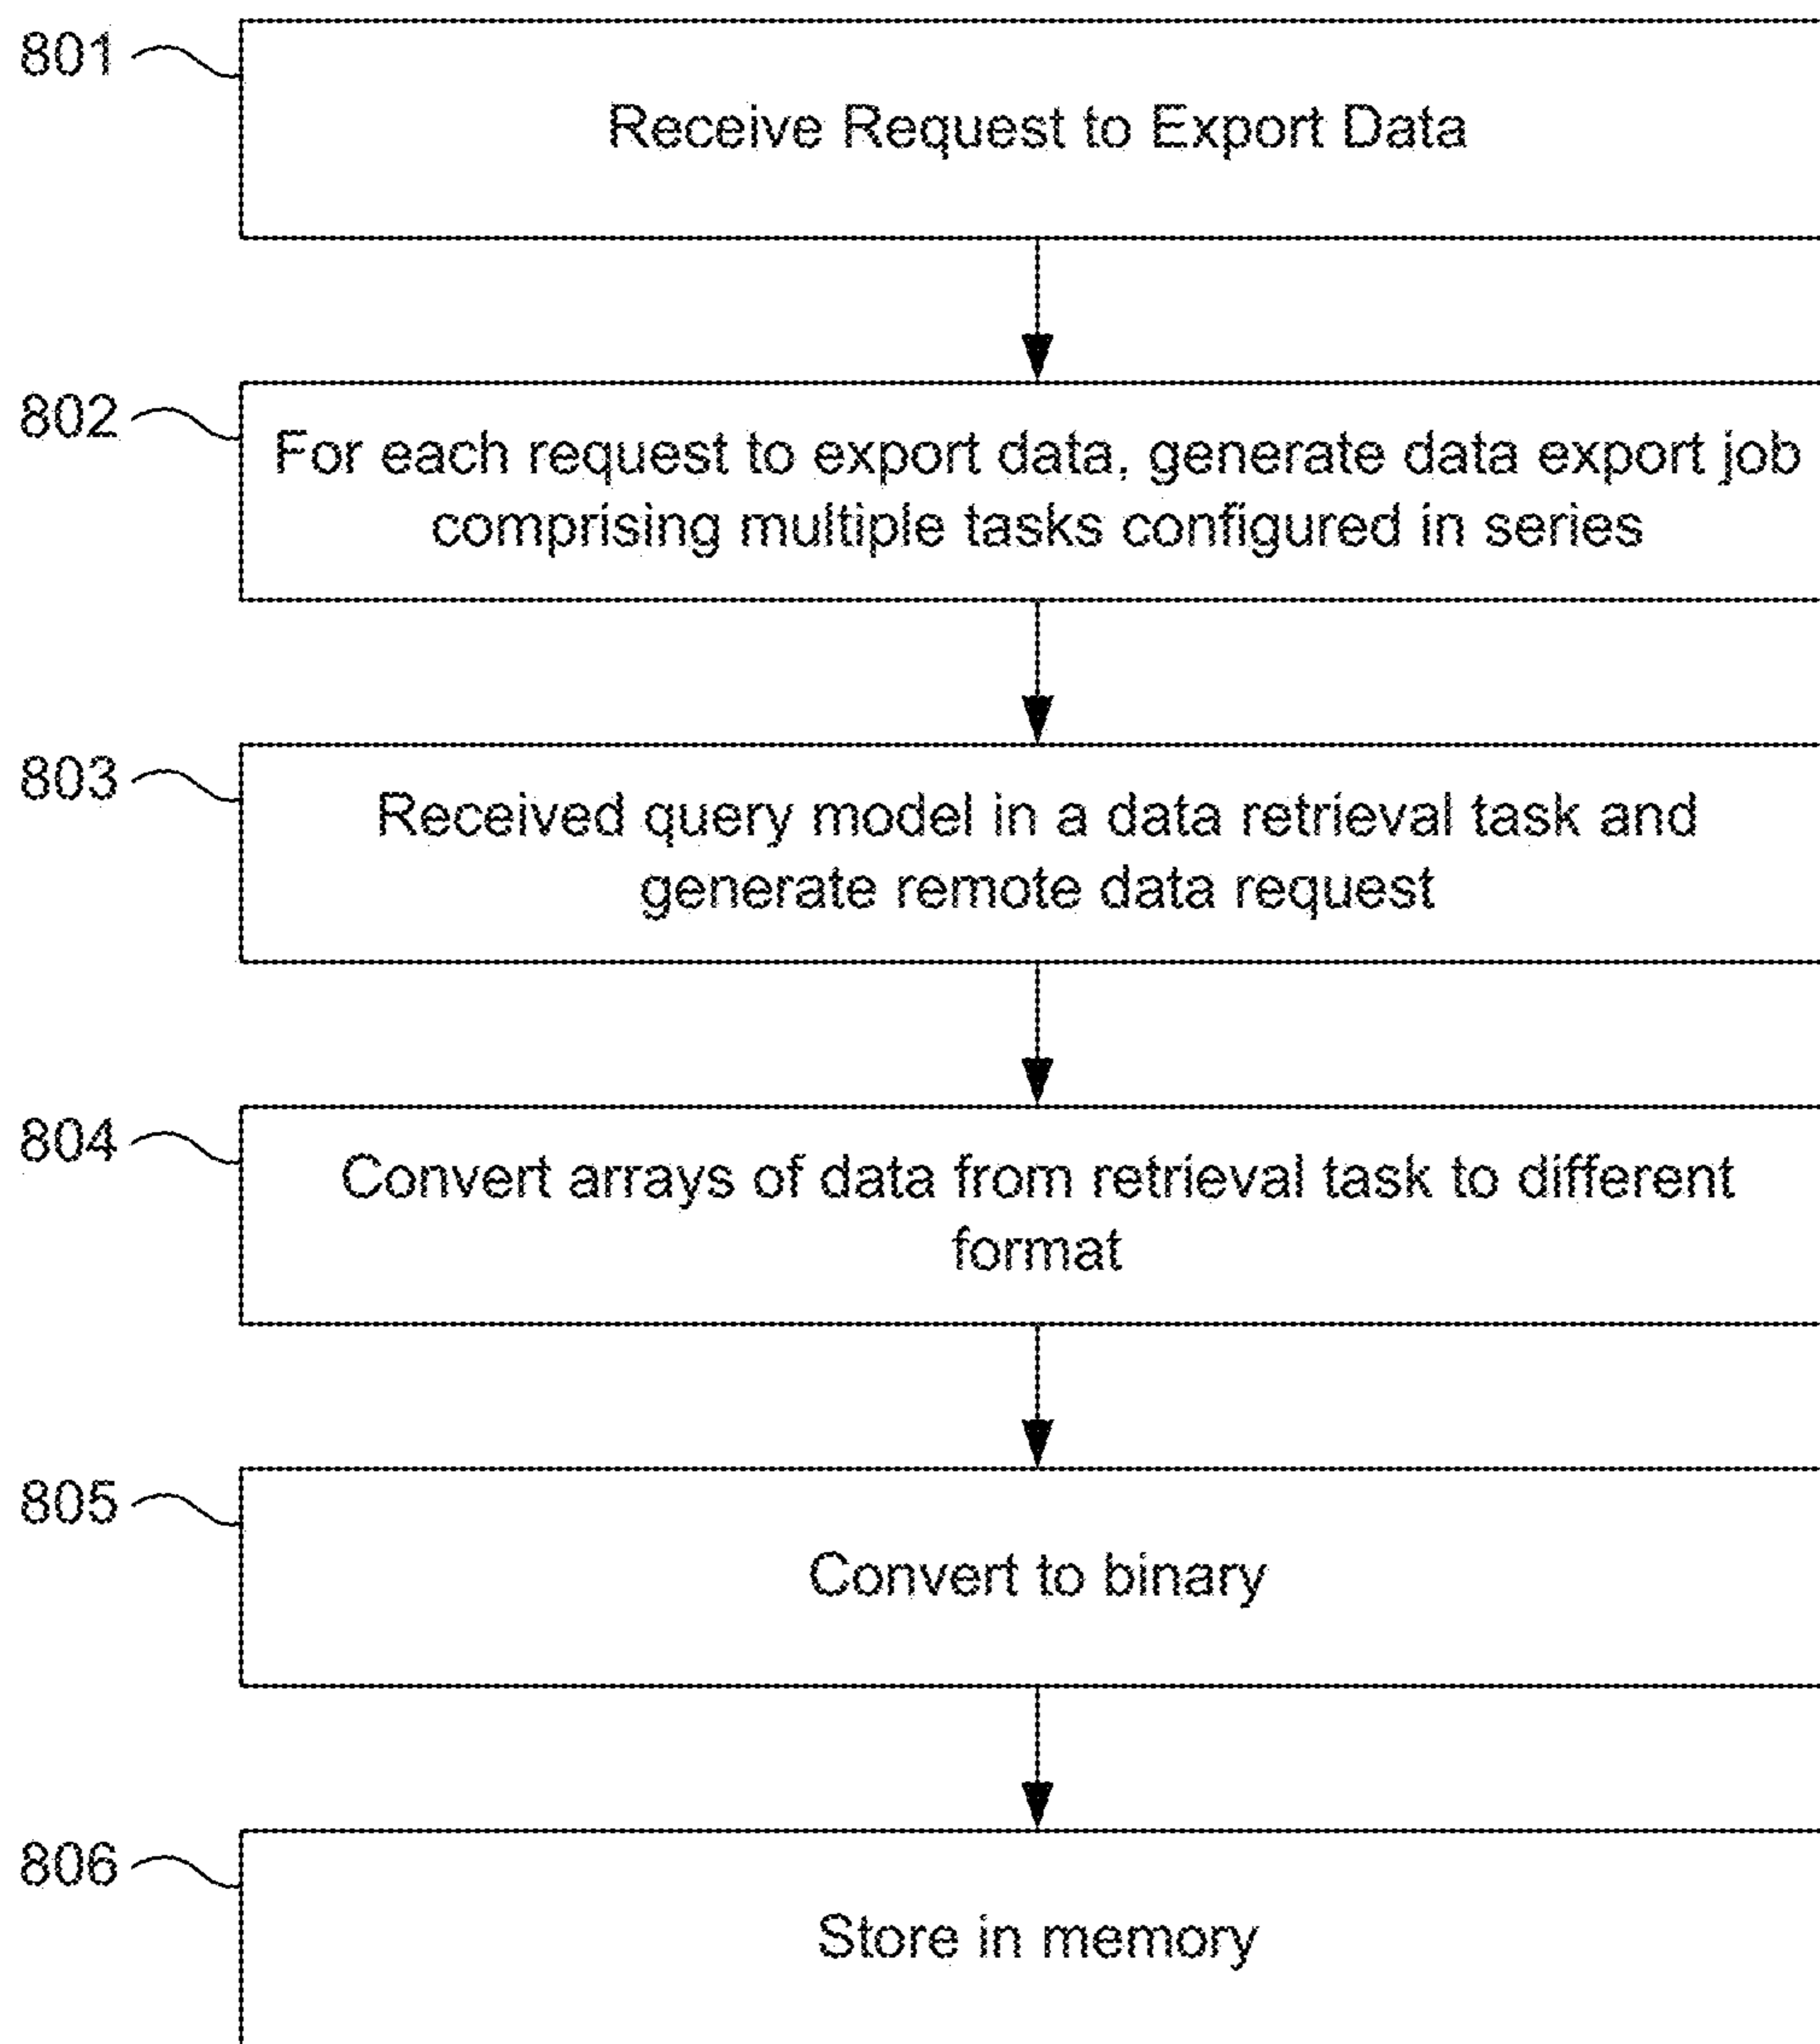 801
Receive Request to Export Data
802
For each request to export data, generate data export job
comprising multiple tasks configured in series
803
Received query model in a data retrieval task and
generate remote data request
804
Convert arrays of data from retrieval task to different
format
805
Convert to binary
806
Store in memory